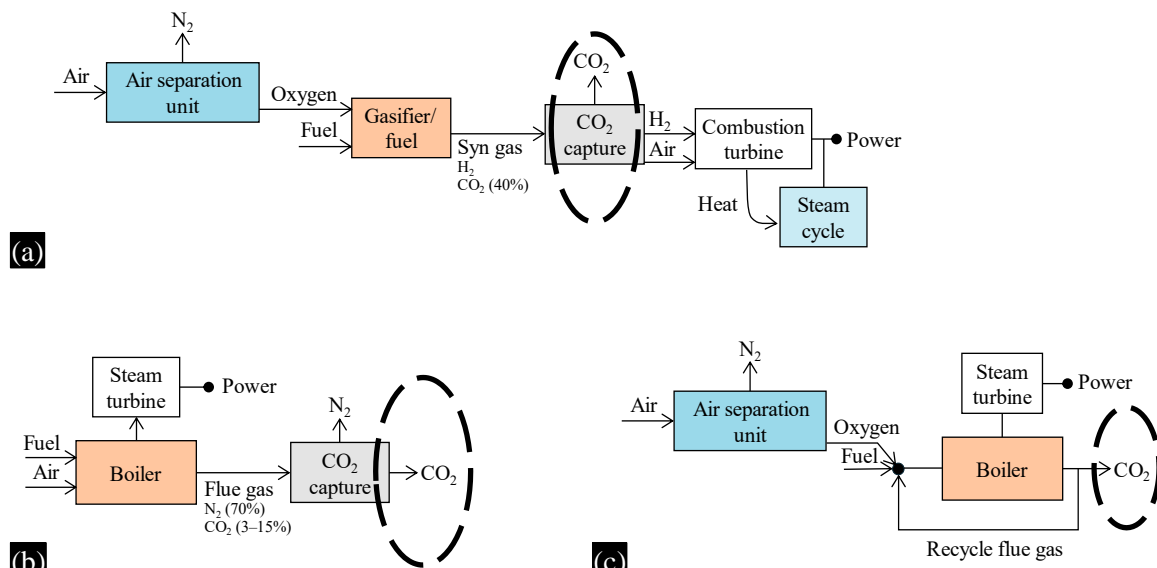 N2
CO2
Air
Air separation
unit
Oxygen
Fuel
Gasifier/
fuel
Syn gas
H2
CO2 (40%)
CO2
capture
H2
Air
Combustion
turbine
Power
Heat
Steam
cycle
(a)
Steam
turbine
Power
N2
Fuel
Air
Boiler
Flue gas
N2 (70%)
CO2 (3–15%)
CO2
capture
CO2
(b)
N2
Air
Air separation
unit
Oxygen
Fuel
Steam
turbine
Power
Boiler
CO2
Recycle flue gas
(c)